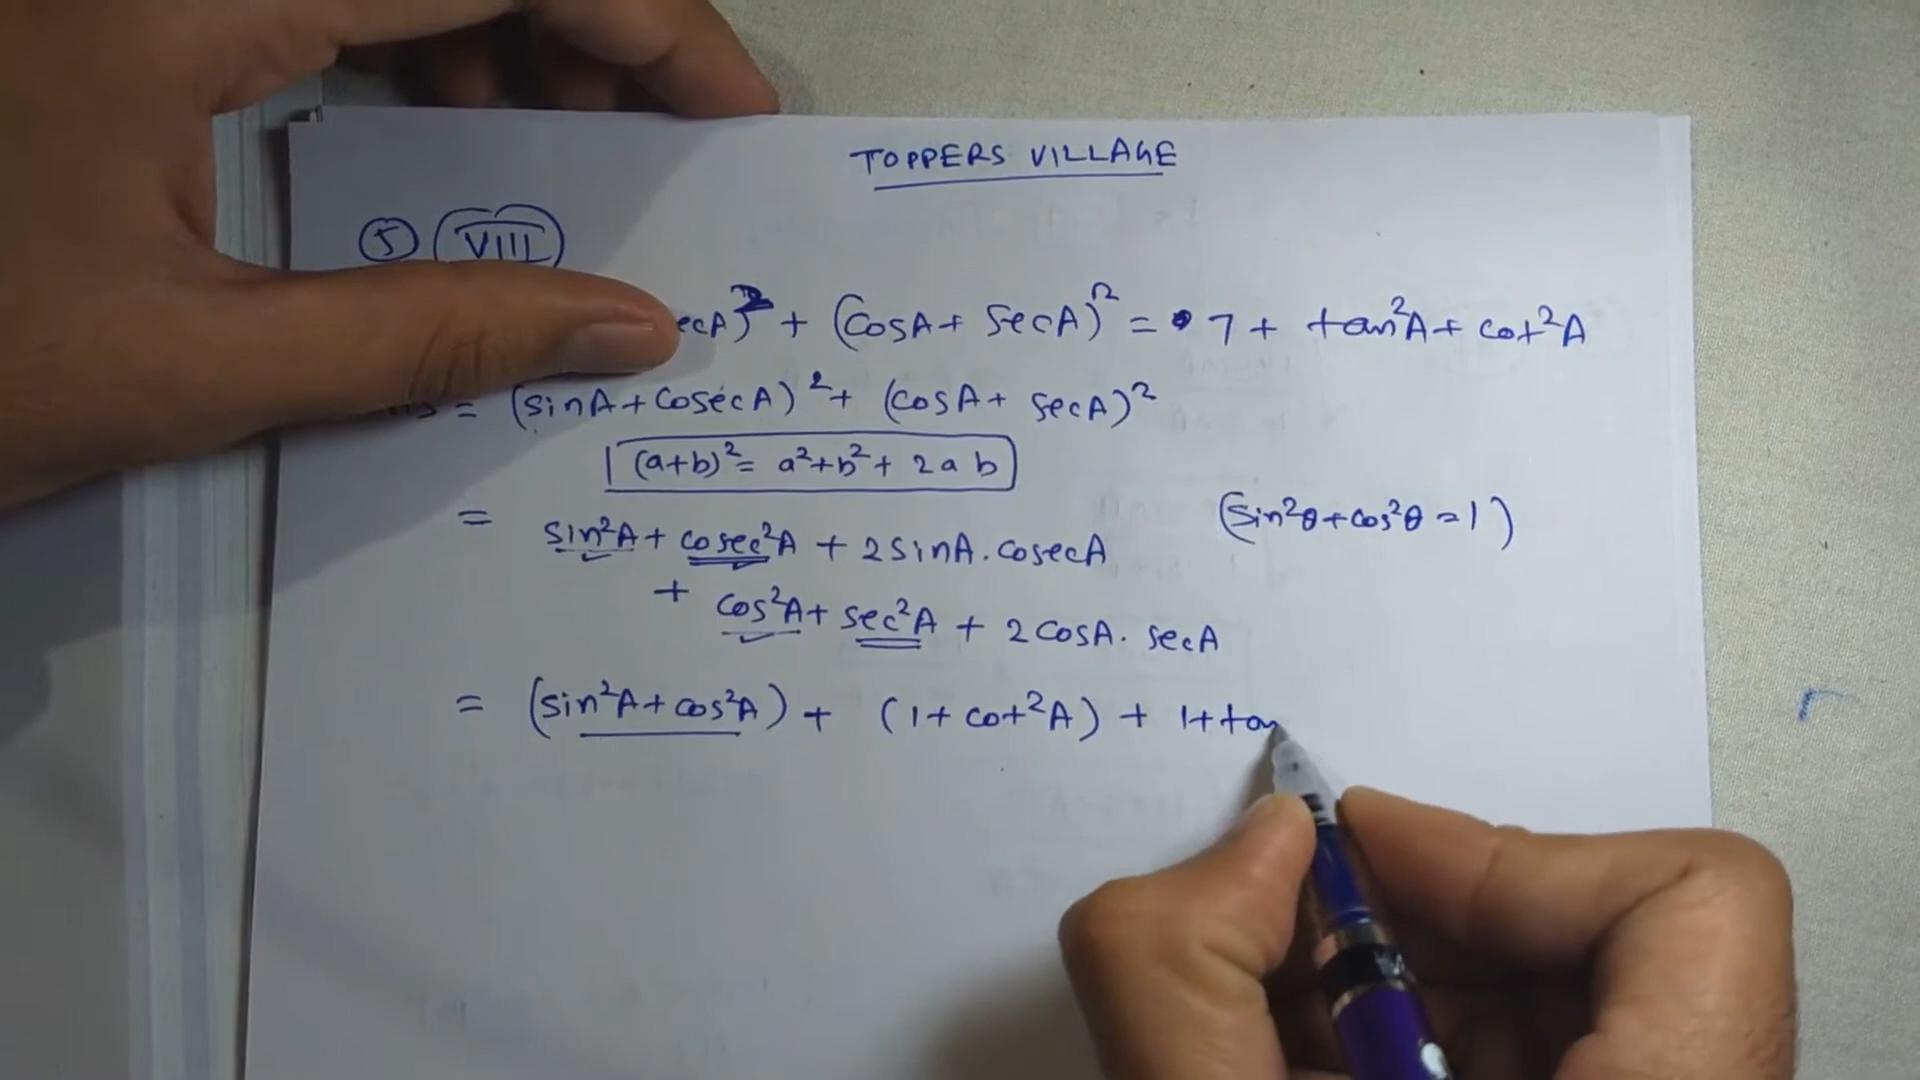 TOPPERS VILLAGE
5 VIII
ecA)² + (CosA + SecA)² = 7 + tan²A + cot²A
= (sinA + CosecA)² + (cosA + secA)²
(a+b)² = a²+b²+ 2ab
= sin²A + cosec²A + 2sinA.cosecA (sin²θ+cos²θ=1)
+ cos²A + sec²A + 2CosA. secA
= (sin²A + cos²A) + (1+cot²A) + 1+tan